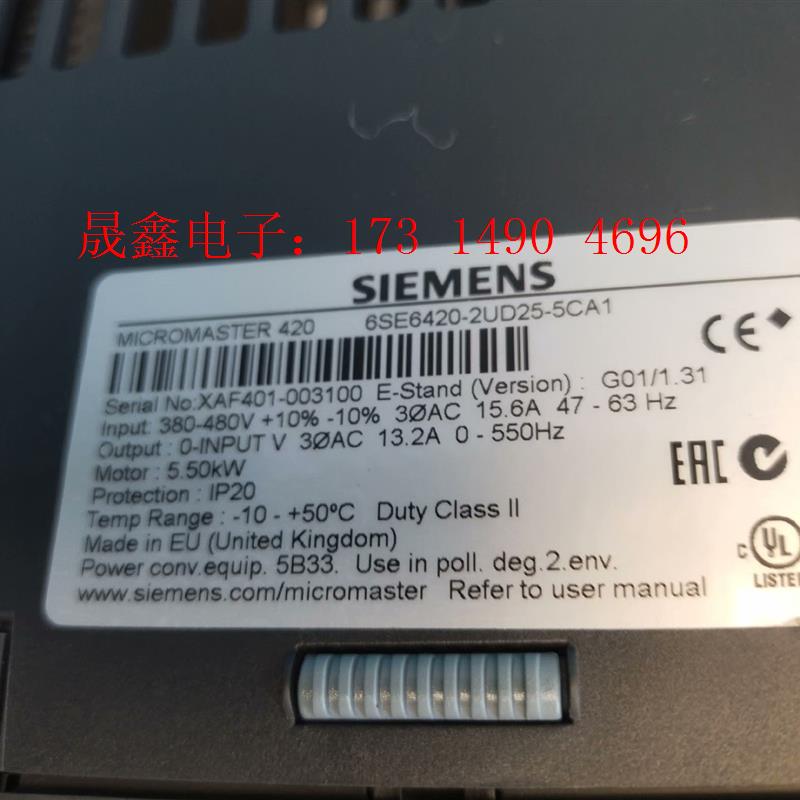 晟鑫电子：173 1490 4696
SIEMENS
MICROMASTER 420 6SE6420-2UD25-5CA1
CE
Serial No:XAF401-003100 E-Stand (Version) : G01/1.31
Input: 380-480V +10% -10% 3ØAC 15.6A 47 - 63 Hz
Output : 0-INPUT V 3ØAC 13.2A 0 - 550Hz
Motor : 5.50kW
EAC
Protection : IP20
Temp Range : -10 - +50ºC Duty Class II
Made in EU (United Kingdom)
Power conv.equip. 5B33. Use in poll. deg.2.env.
C UL
LISTED
www.siemens.com/micromaster Refer to user manual